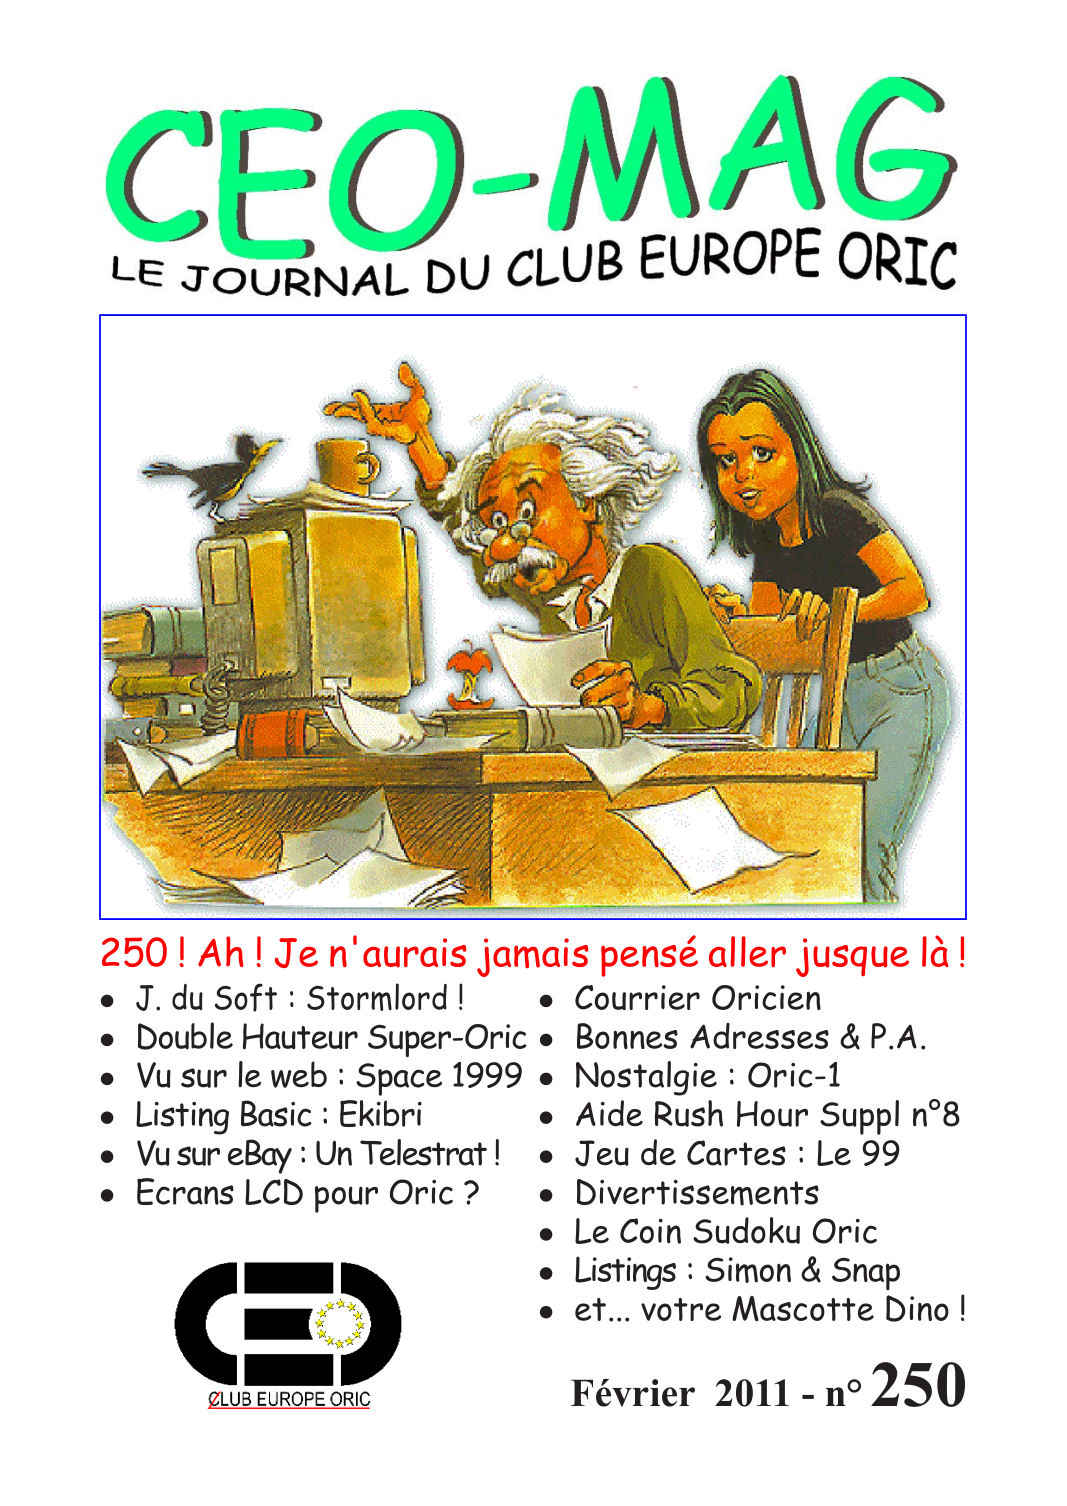 CEO-MAG
LE JOURNAL DU CLUB EUROPE ORIC
250 ! Ah ! Je n'aurais jamais pensé aller jusque là !
• J. du Soft : Stormlord !
• Double Hauteur Super-Oric
• Vu sur le web : Space 1999
• Listing Basic : Ekibri
• Vu sur eBay : Un Telestrat !
• Ecrans LCD pour Oric ?
• Courrier Oricien
• Bonnes Adresses & P.A.
• Nostalgie : Oric-1
• Aide Rush Hour Suppl n°8
• Jeu de Cartes : Le 99
• Divertissements
• Le Coin Sudoku Oric
• Listings : Simon & Snap
• et... votre Mascotte Dino !
CEO
CLUB EUROPE ORIC
Février 2011 - n° 250